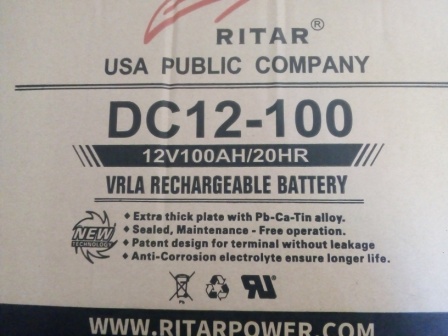 RITAR®
USA PUBLIC COMPANY
DC12-100
12V100AH/20HR
VRLA RECHARGEABLE BATTERY
NEW
TECHNOLOGY
♦ Extra thick plate with Pb-Ca-Tin alloy.
♦ Sealed, Maintenance - Free operation.
♦ Patent design for terminal without leakage
♦ Anti-Corrosion electrolyte ensure longer life.
Pb
WWW.RITARPOWER.COM